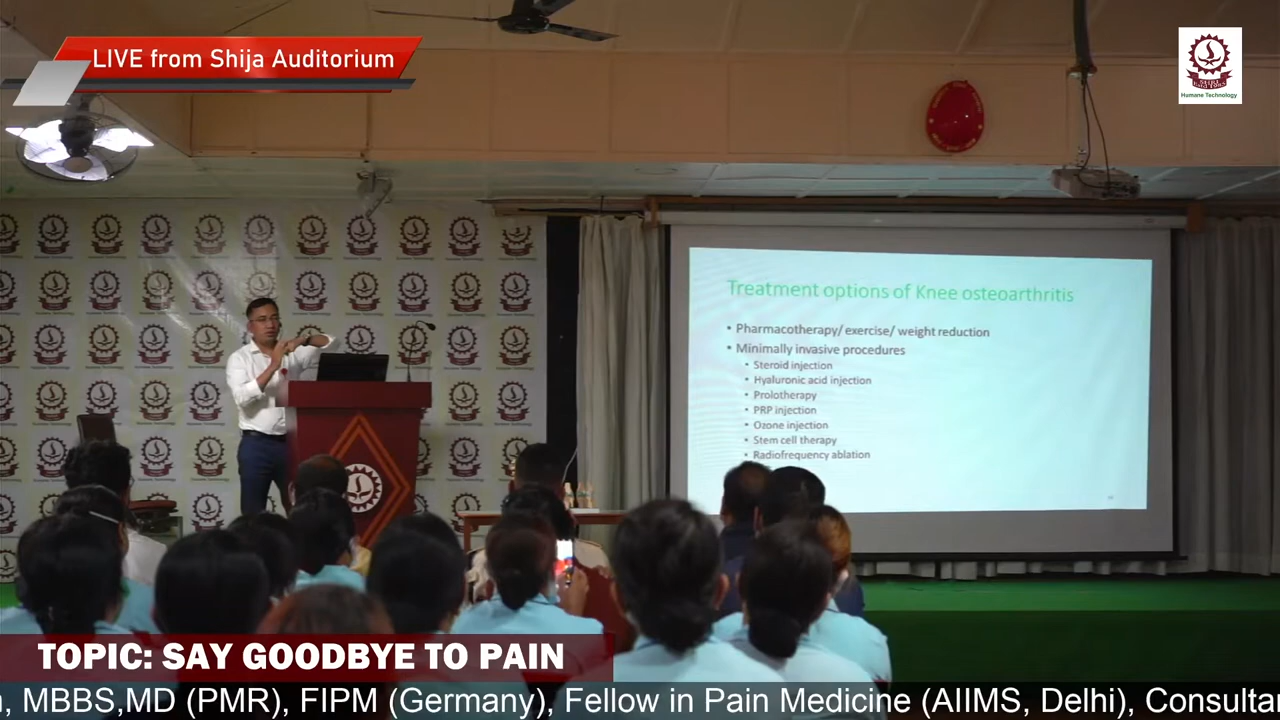 LIVE from Shija Auditorium
Humane Technology
Treatment options of Knee osteoarthritis
• Pharmacotherapy/ exercise/ weight reduction
• Minimally invasive procedures
• Steroid injection
• Hyaluronic acid injection
• Prolotherapy
• PRP injection
• Ozone injection
• Stem cell therapy
• Radiofrequency ablation
TOPIC: SAY GOODBYE TO PAIN
, MBBS,MD (PMR), FIPM (Germany), Fellow in Pain Medicine (AIIMS, Delhi), Consulta